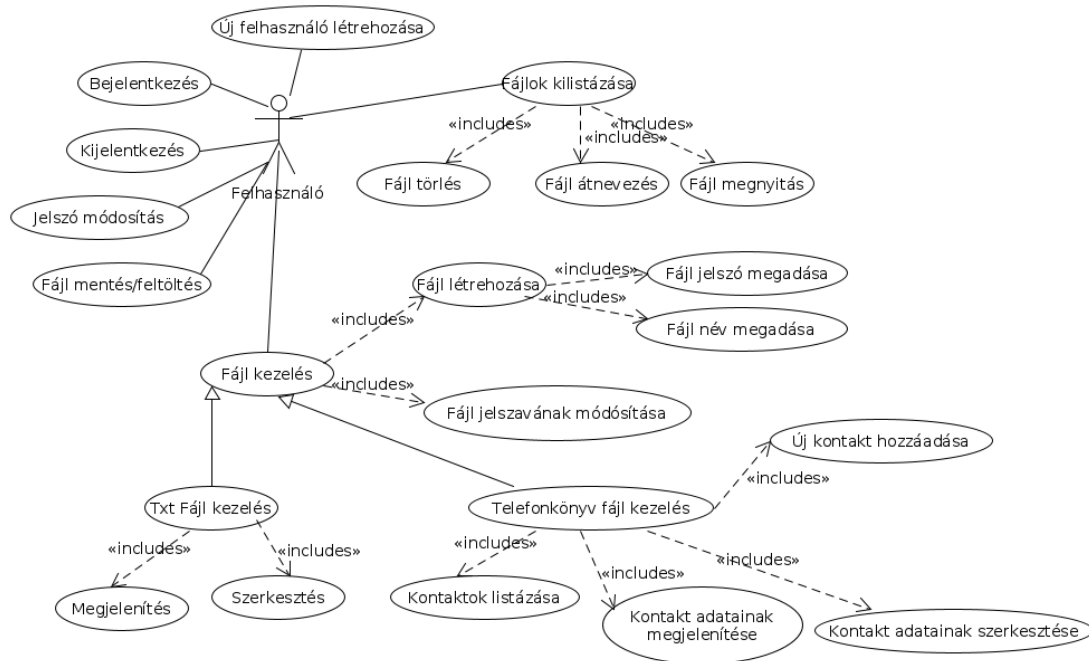 Új felhasználó létrehozása
Bejelentkezés
Fájlok kilistázása
«includes»
«includes»
«includes»
Kijelentkezés
Fájl törlés
Fájl átnevezés
Fájl megnyitás
Felhasználó
Jelszó módosítás
Fájl mentés/feltöltés
Fájl létrehozása
«includes»
Fájl jelszó megadása
«includes»
Fájl név megadása
«includes»
Fájl kezelés
«includes»
Fájl jelszavának módósítása
Új kontakt hozzáadása
«includes»
Txt Fájl kezelés
Telefonkönyv fájl kezelés
«includes»
«includes»
«includes»
«includes»
«includes»
Megjelenítés
Szerkesztés
Kontaktok listázása
Kontakt adatainak
megjelenítése
Kontakt adatainak szerkesztése